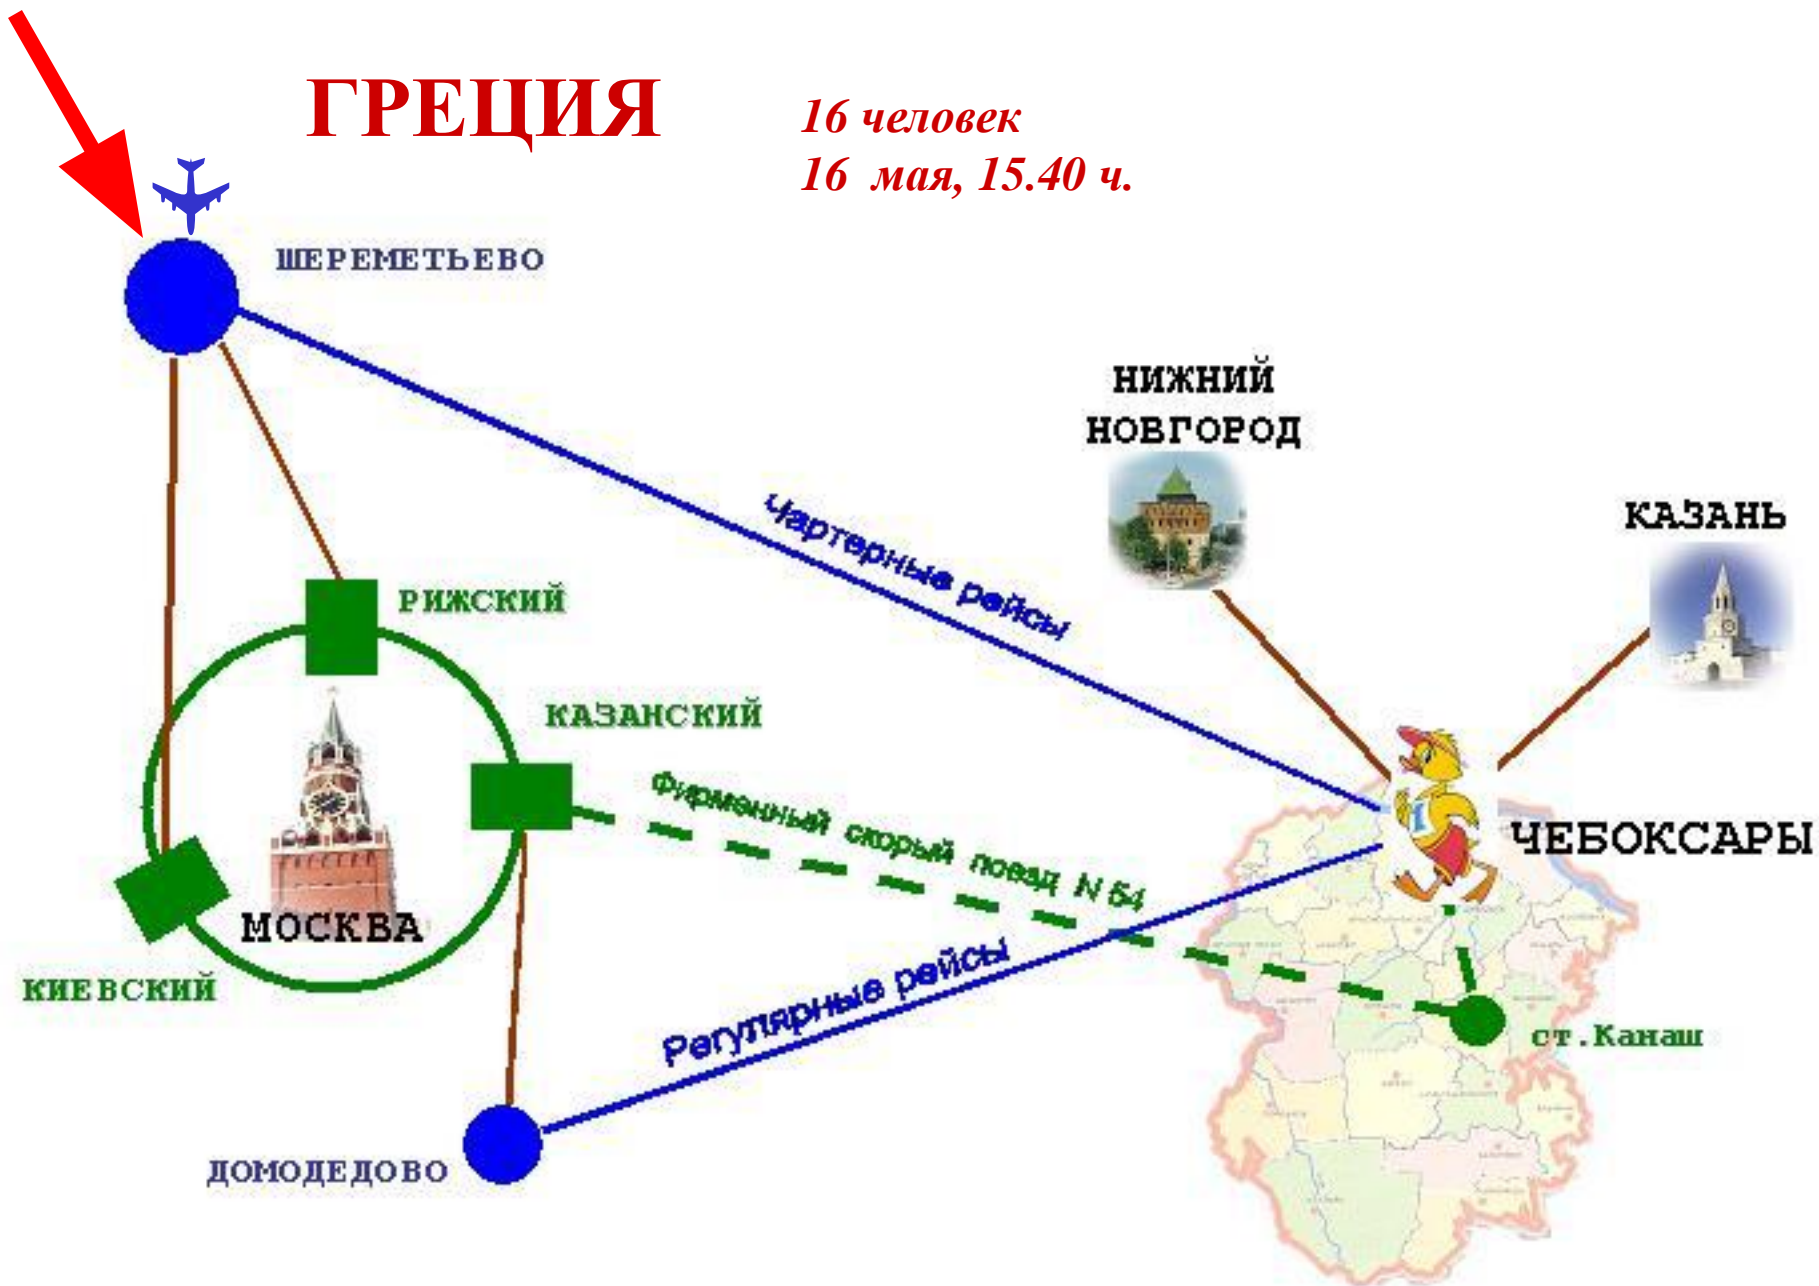 ГРЕЦИЯ
16 человек
16 мая, 15.40 ч.
ШЕРЕМЕТЬЕВО
НИЖНИЙ
НОВГОРОД
Чартерные рейсы
КАЗАНЬ
РИЖСКИЙ
КАЗАНСКИЙ
Фирменный скорый поезд N 54
ЧЕБОКСАРЫ
МОСКВА
КИЕВСКИЙ
Регулярные рейсы
ст.Канаш
ДОМОДЕДОВО